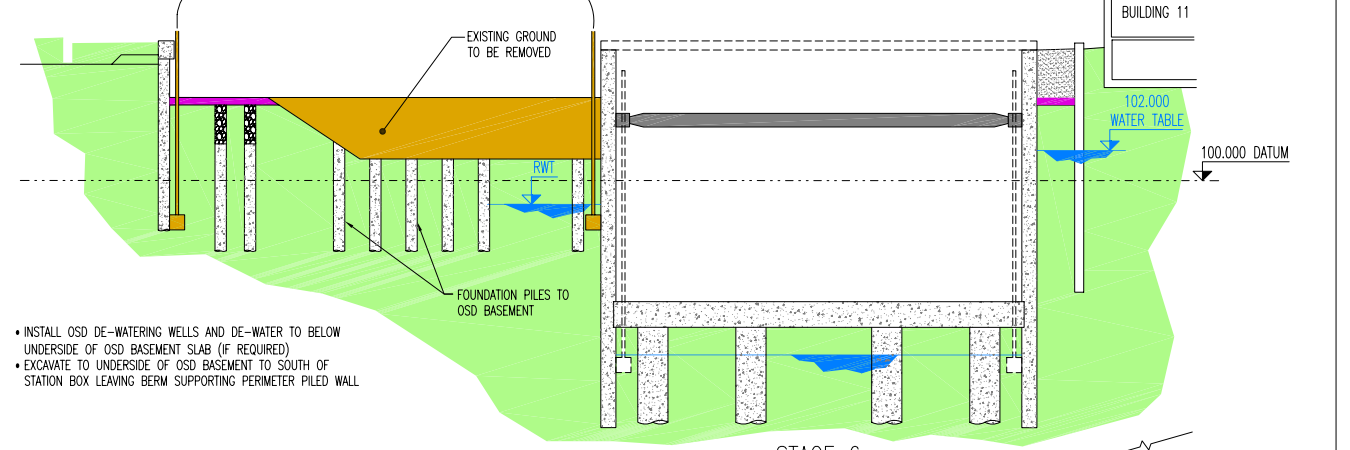 BUILDING 11
EXISTING GROUND
TO BE REMOVED
102.000
WATER TABLE
100.000 DATUM
RWT
FOUNDATION PILES TO
OSD BASEMENT
• INSTALL OSD DE-WATERING WELLS AND DE-WATER TO BELOW
UNDERSIDE OF OSD BASEMENT SLAB (IF REQUIRED)
• EXCAVATE TO UNDERSIDE OF OSD BASEMENT TO SOUTH OF
STATION BOX LEAVING BERM SUPPORTING PERIMETER PILED WALL